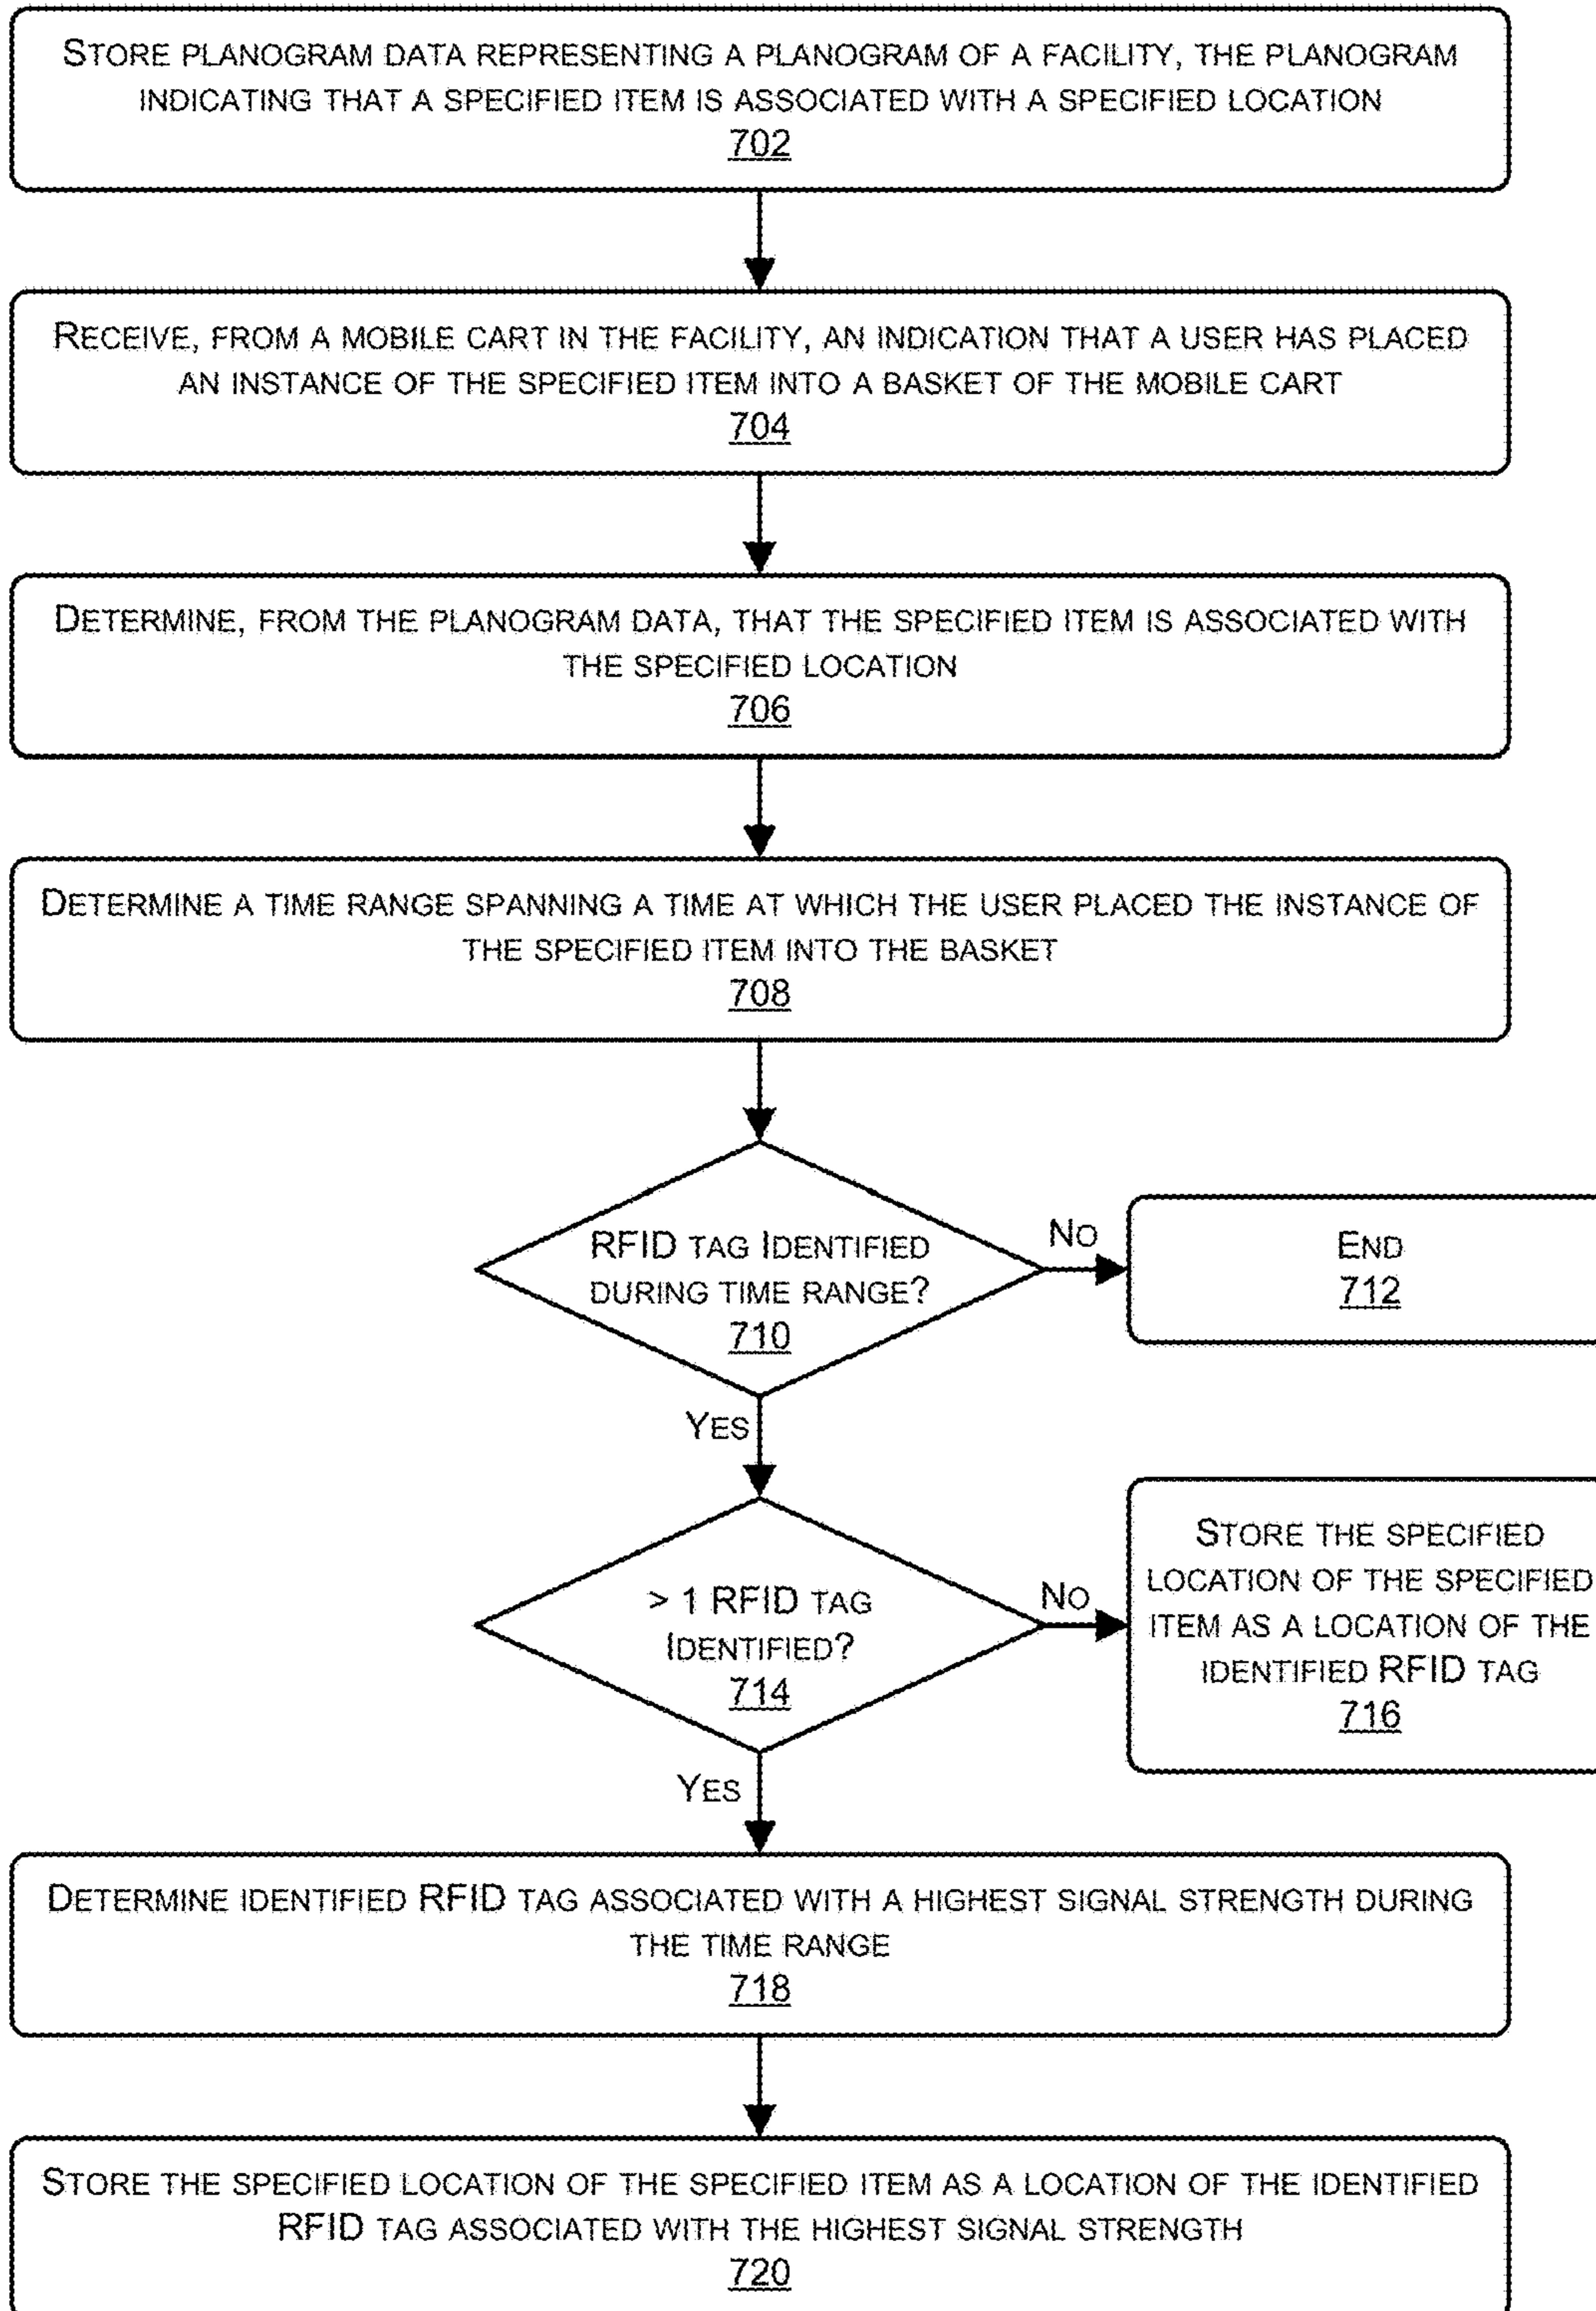 STORE PLANOGRAM DATA REPRESENTING A PLANOGRAM OF A FACILITY, THE PLANOGRAM
INDICATING THAT A SPECIFIED ITEM IS ASSOCIATED WITH A SPECIFIED LOCATION
702
RECEIVE, FROM A MOBILE CART IN THE FACILITY, AN INDICATION THAT A USER HAS PLACED
AN INSTANCE OF THE SPECIFIED ITEM INTO A BASKET OF THE MOBILE CART
704
DETERMINE, FROM THE PLANOGRAM DATA, THAT THE SPECIFIED ITEM IS ASSOCIATED WITH
THE SPECIFIED LOCATION
706
DETERMINE A TIME RANGE SPANNING A TIME AT WHICH THE USER PLACED THE INSTANCE OF
THE SPECIFIED ITEM INTO THE BASKET
708
RFID TAG IDENTIFIED
DURING TIME RANGE?
710
NO
END
712
YES
> 1 RFID TAG
IDENTIFIED?
714
NO
STORE THE SPECIFIED
LOCATION OF THE SPECIFIED
ITEM AS A LOCATION OF THE
IDENTIFIED RFID TAG
716
YES
DETERMINE IDENTIFIED RFID TAG ASSOCIATED WITH A HIGHEST SIGNAL STRENGTH DURING
THE TIME RANGE
718
STORE THE SPECIFIED LOCATION OF THE SPECIFIED ITEM AS A LOCATION OF THE IDENTIFIED
RFID TAG ASSOCIATED WITH THE HIGHEST SIGNAL STRENGTH
720